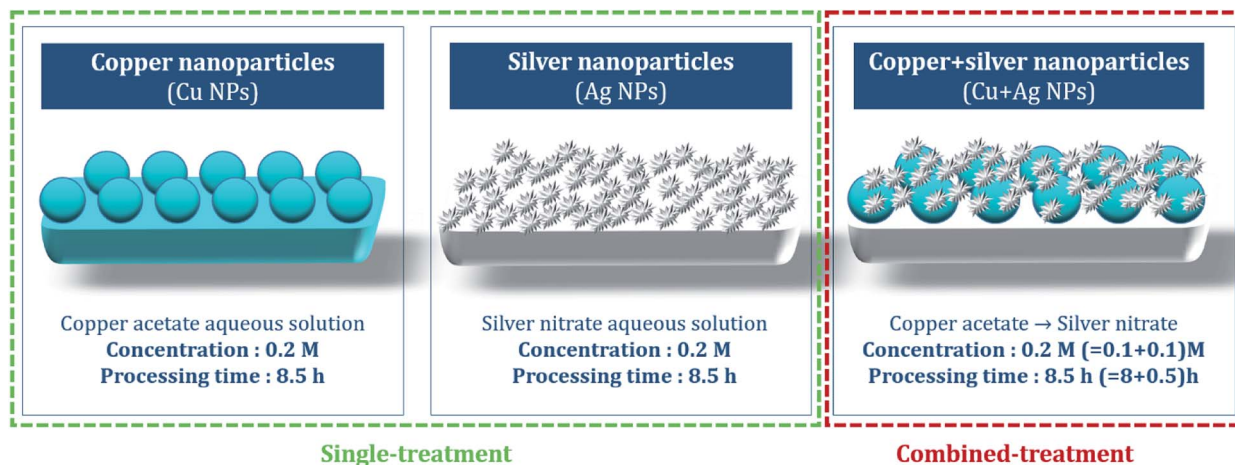 Copper nanoparticles
(Cu NPs)
Copper acetate aqueous solution
Concentration : 0.2 M
Processing time : 8.5 h
Silver nanoparticles
(Ag NPs)
Silver nitrate aqueous solution
Concentration : 0.2 M
Processing time : 8.5 h
Copper+silver nanoparticles
(Cu+Ag NPs)
Copper acetate → Silver nitrate
Concentration : 0.2 M (=0.1+0.1)M
Processing time : 8.5 h (=8+0.5)h
Single-treatment
Combined-treatment